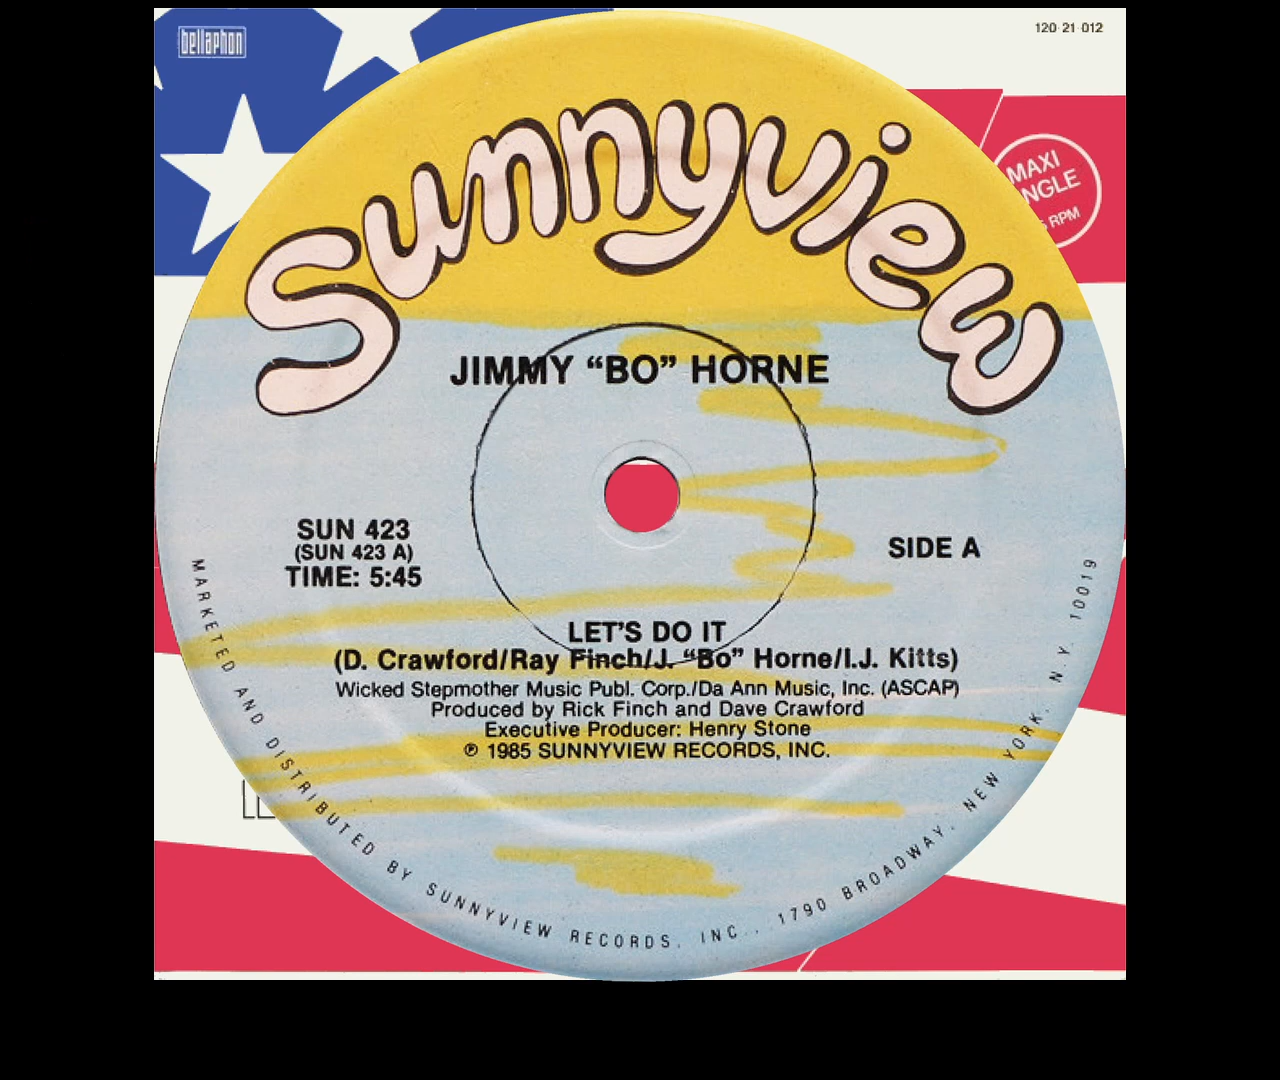 bellaphon
120-21-012
MAXI
NGLE
RPM
Sunnyview
JIMMY “BO” HORNE
SUN 423
(SUN 423 A)
TIME: 5:45
SIDE A
LET'S DO IT
(D. Crawford/Ray Finch/J. “Bo” Horne/I.J. Kitts)
Wicked Stepmother Music Publ. Corp./Da Ann Music, Inc. (ASCAP)
Produced by Rick Finch and Dave Crawford
Executive Producer: Henry Stone
℗ 1985 SUNNYVIEW RECORDS, INC.
MARKETED AND DISTRIBUTED BY SUNNYVIEW RECORDS, INC., 1790 BROADWAY, NEW YORK, N.Y. 10019